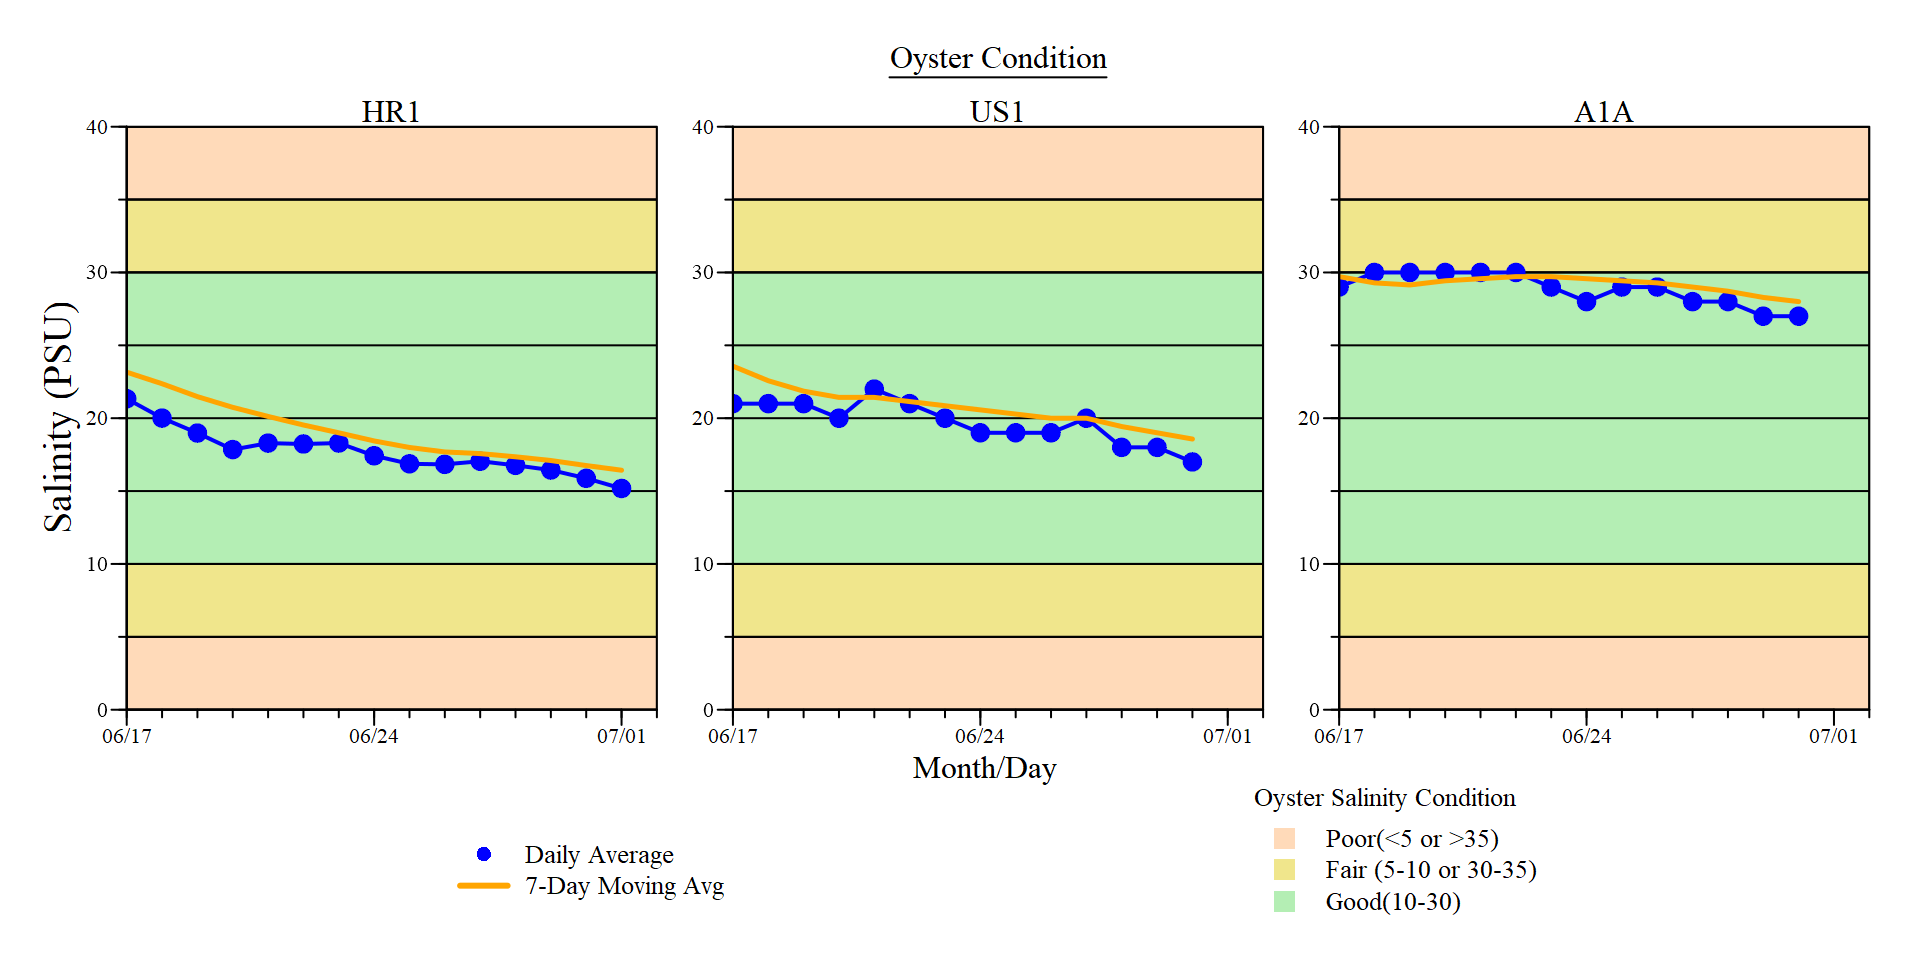 Oyster Condition
HR1
US1
A1A
Salinity (PSU)
40
30
20
10
0
06/17
06/24
07/01
40
30
20
10
0
06/17
06/24
07/01
40
30
20
10
0
06/17
06/24
07/01
Month/Day
Daily Average
7-Day Moving Avg
Oyster Salinity Condition
Poor(<5 or >35)
Fair (5-10 or 30-35)
Good(10-30)